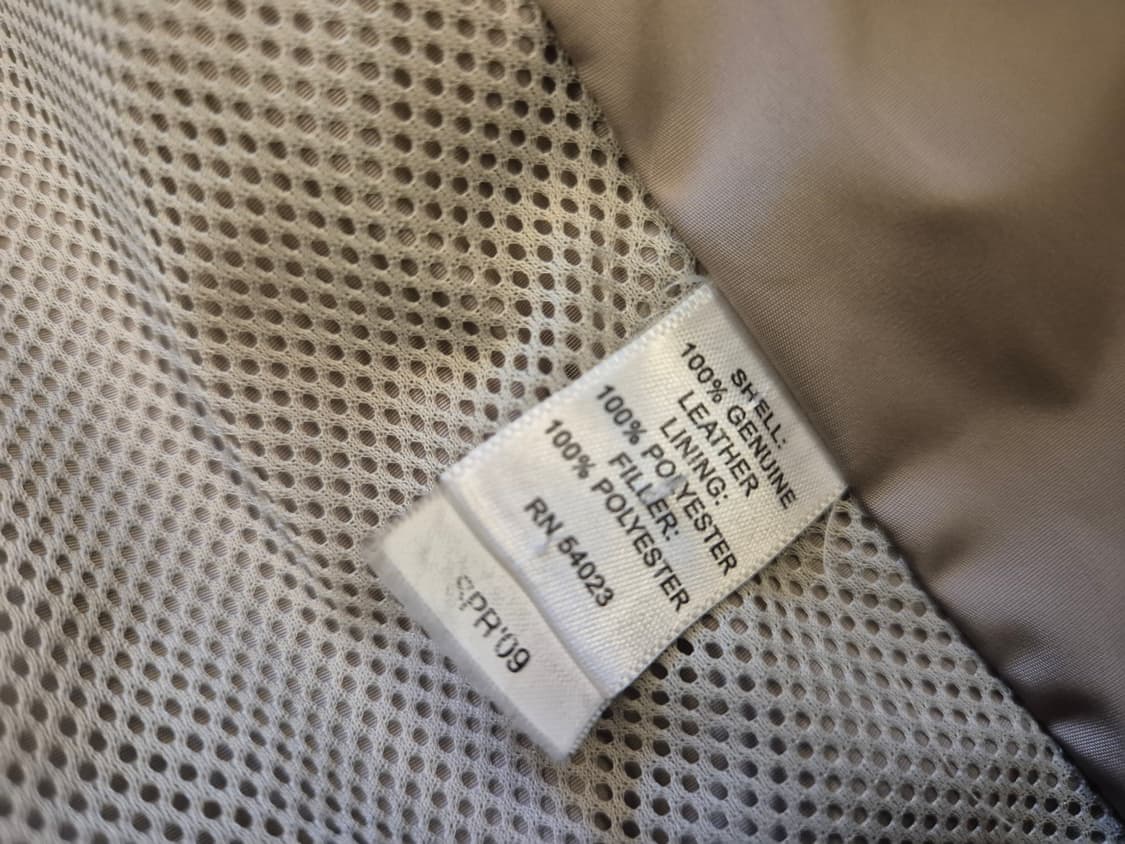 SHELL:
100% GENUINE
LEATHER
LINING:
100% POLYESTER
FILLER:
100% POLYESTER
RN 54023
SPR'09